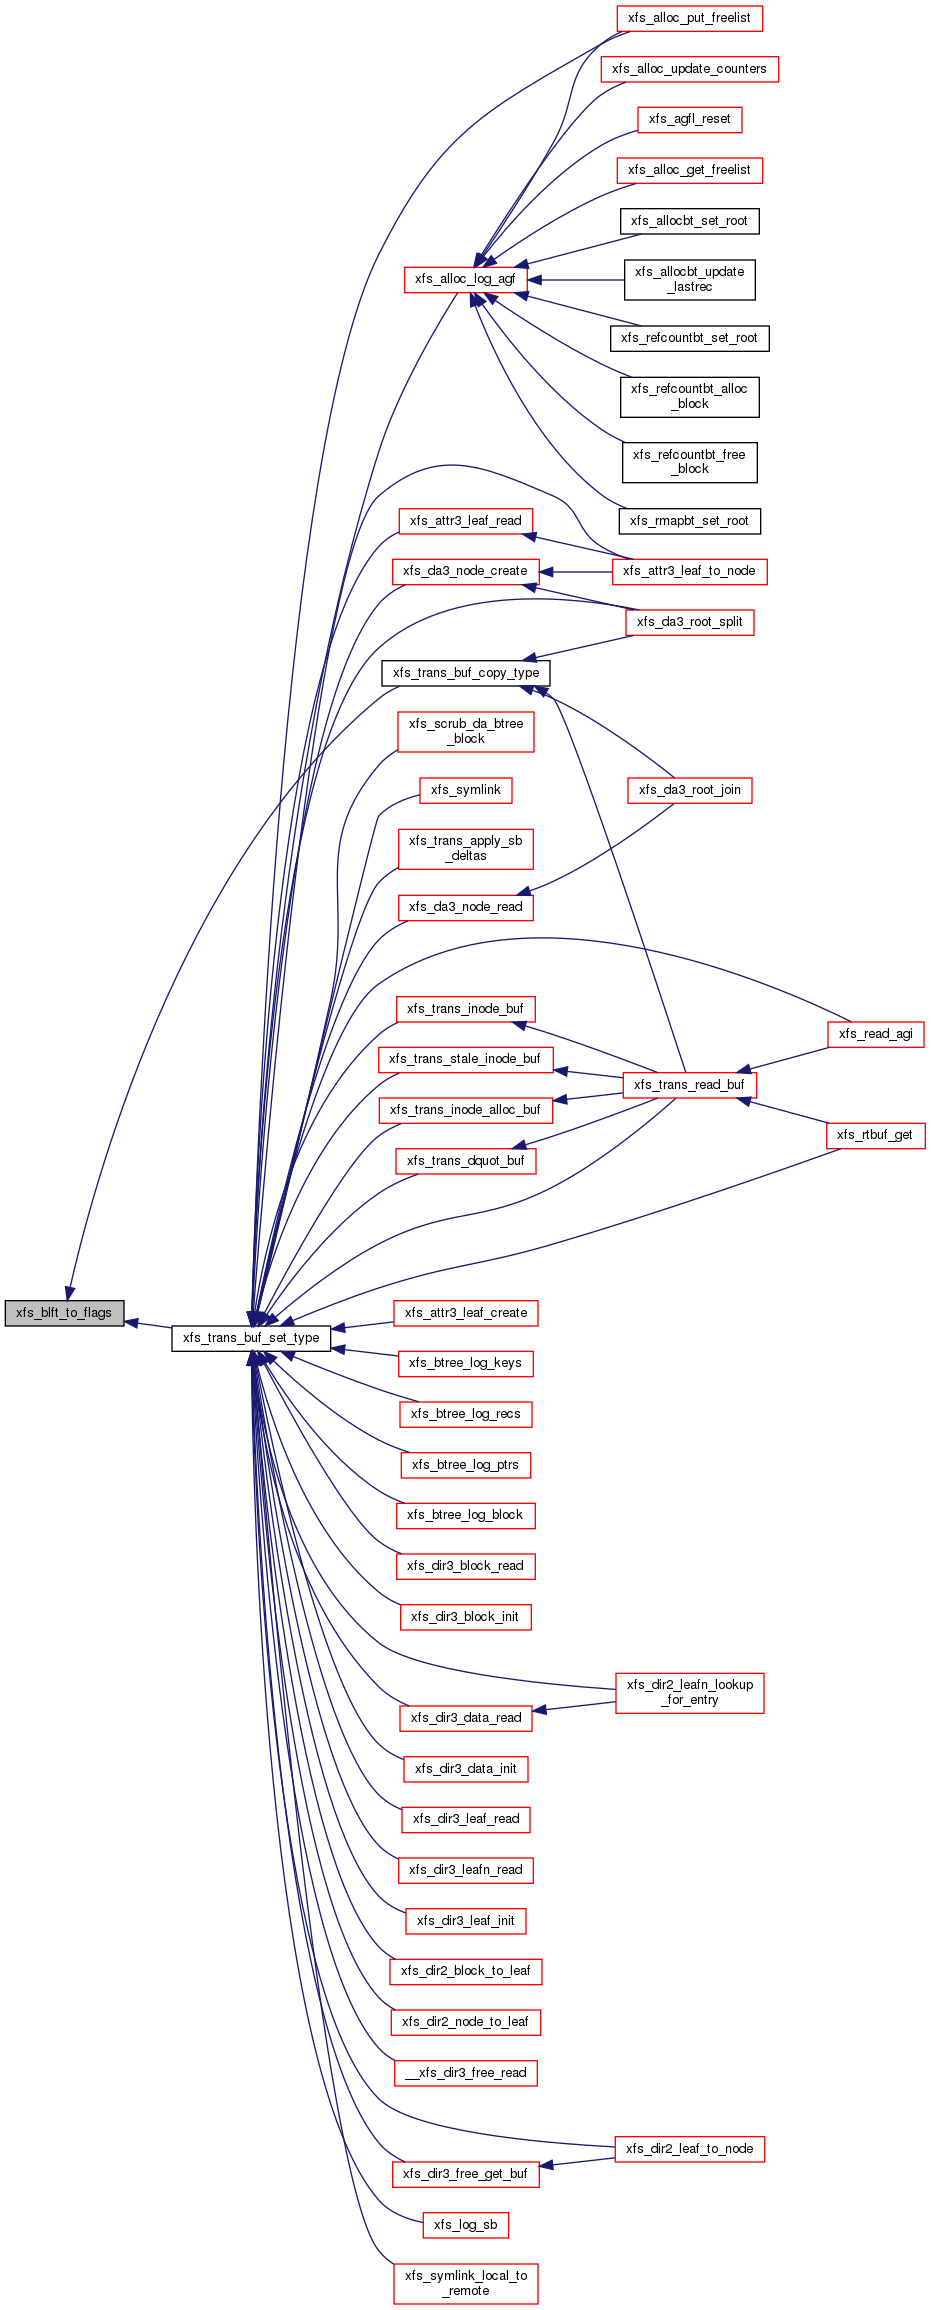 xfs_alloc_put_freelist
xfs_alloc_update_counters
xfs_agfl_reset
xfs_alloc_get_freelist
xfs_allocbt_set_root
xfs_alloc_log_agf
xfs_allocbt_update
_lastrec
xfs_refcountbt_set_root
xfs_refcountbt_alloc
_block
xfs_refcountbt_free
_block
xfs_attr3_leaf_read
xfs_rmapbt_set_root
xfs_da3_node_create
xfs_attr3_leaf_to_node
xfs_da3_root_split
xfs_trans_buf_copy_type
xfs_scrub_da_btree
_block
xfs_symlink
xfs_da3_root_join
xfs_trans_apply_sb
_deltas
xfs_da3_node_read
xfs_trans_inode_buf
xfs_read_agi
xfs_trans_stale_inode_buf
xfs_trans_read_buf
xfs_trans_inode_alloc_buf
xfs_rtbuf_get
xfs_trans_dquot_buf
xfs_blft_to_flags
xfs_attr3_leaf_create
xfs_trans_buf_set_type
xfs_btree_log_keys
xfs_btree_log_recs
xfs_btree_log_ptrs
xfs_btree_log_block
xfs_dir3_block_read
xfs_dir3_block_init
xfs_dir2_leafn_lookup
_for_entry
xfs_dir3_data_read
xfs_dir3_data_init
xfs_dir3_leaf_read
xfs_dir3_leafn_read
xfs_dir3_leaf_init
xfs_dir2_block_to_leaf
xfs_dir2_node_to_leaf
__xfs_dir3_free_read
xfs_dir2_leaf_to_node
xfs_dir3_free_get_buf
xfs_log_sb
xfs_symlink_local_to
_remote